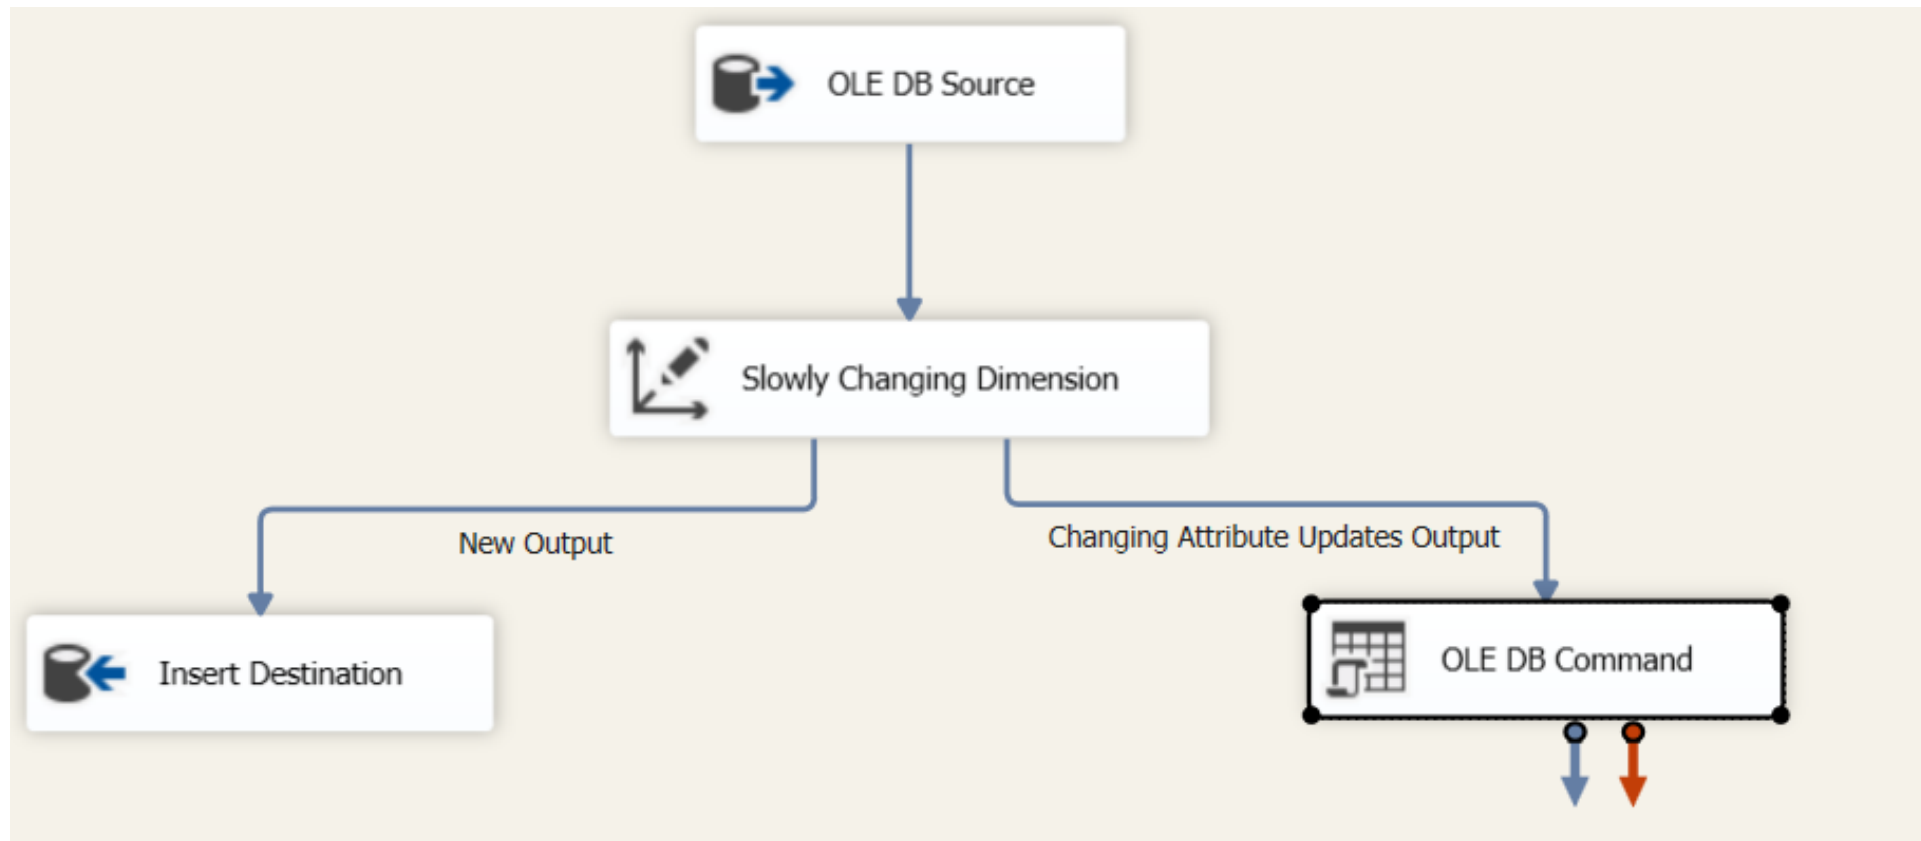 OLE DB Source
Slowly Changing Dimension
New Output
Changing Attribute Updates Output
Insert Destination
OLE DB Command